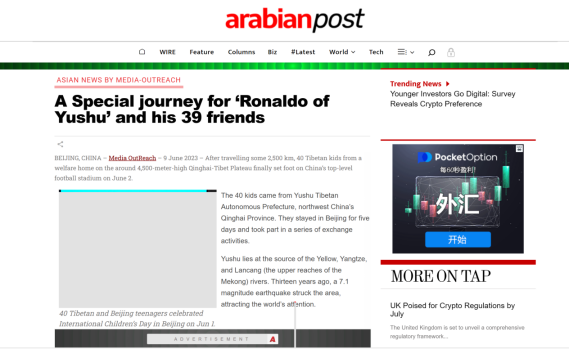 arabianpost
WIRE Feature Columns Biz #Latest World Tech
ASIAN NEWS BY MEDIA-OUTREACH
A Special journey for ‘Ronaldo of
Yushu’ and his 39 friends
BEIJING, CHINA – Media OutReach – 9 June 2023 – After travelling some 2,500 km, 40 Tibetan kids from a
welfare home on the around 4,500-meter-high Qinghai-Tibet Plateau finally set foot on China's top-level
football stadium on June 2.
The 40 kids came from Yushu Tibetan
Autonomous Prefecture, northwest China's
Qinghai Province. They stayed in Beijing for five
days and took part in a series of exchange
activities.
Yushu lies at the source of the Yellow, Yangtze,
and Lancang (the upper reaches of the
Mekong) rivers. Thirteen years ago, a 7.1
magnitude earthquake struck the area,
attracting the world's attention.
40 Tibetan and Beijing teenagers celebrated
International Children's Day in Beijing on Jun 1.
ADVERTISEMENT
Trending News
Younger Investors Go Digital: Survey
Reveals Crypto Preference
PocketOption
每60秒盈利!
外汇
开始
MORE ON TAP
UK Poised for Crypto Regulations by
July
The United Kingdom is set to unveil a comprehensive
regulatory framework...